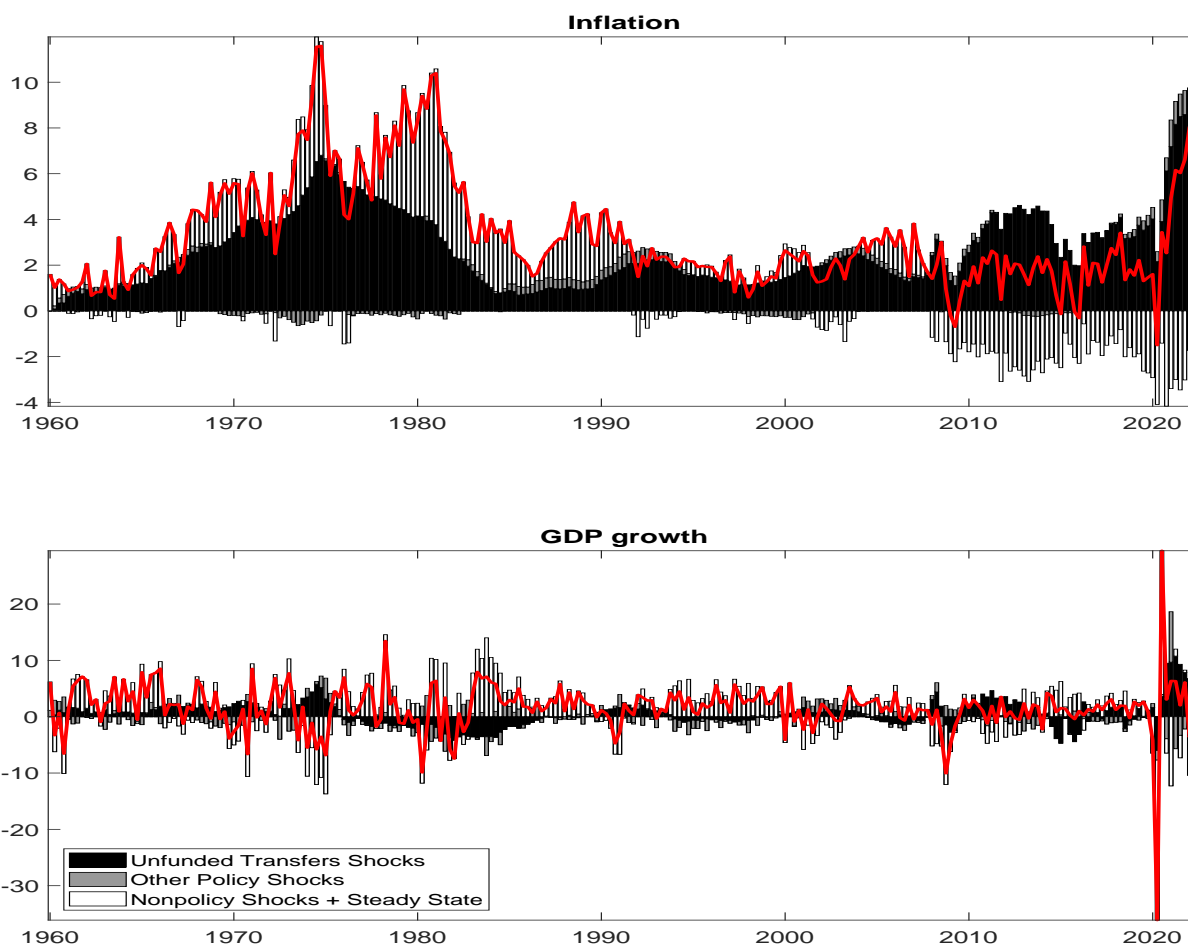 Inflation
10
8
6
4
2
0
-2
-4
1960 1970 1980 1990 2000 2010 2020
GDP growth
20
10
0
-10
-20
-30
Unfunded Transfers Shocks
Other Policy Shocks
Nonpolicy Shocks + Steady State
1960 1970 1980 1990 2000 2010 2020